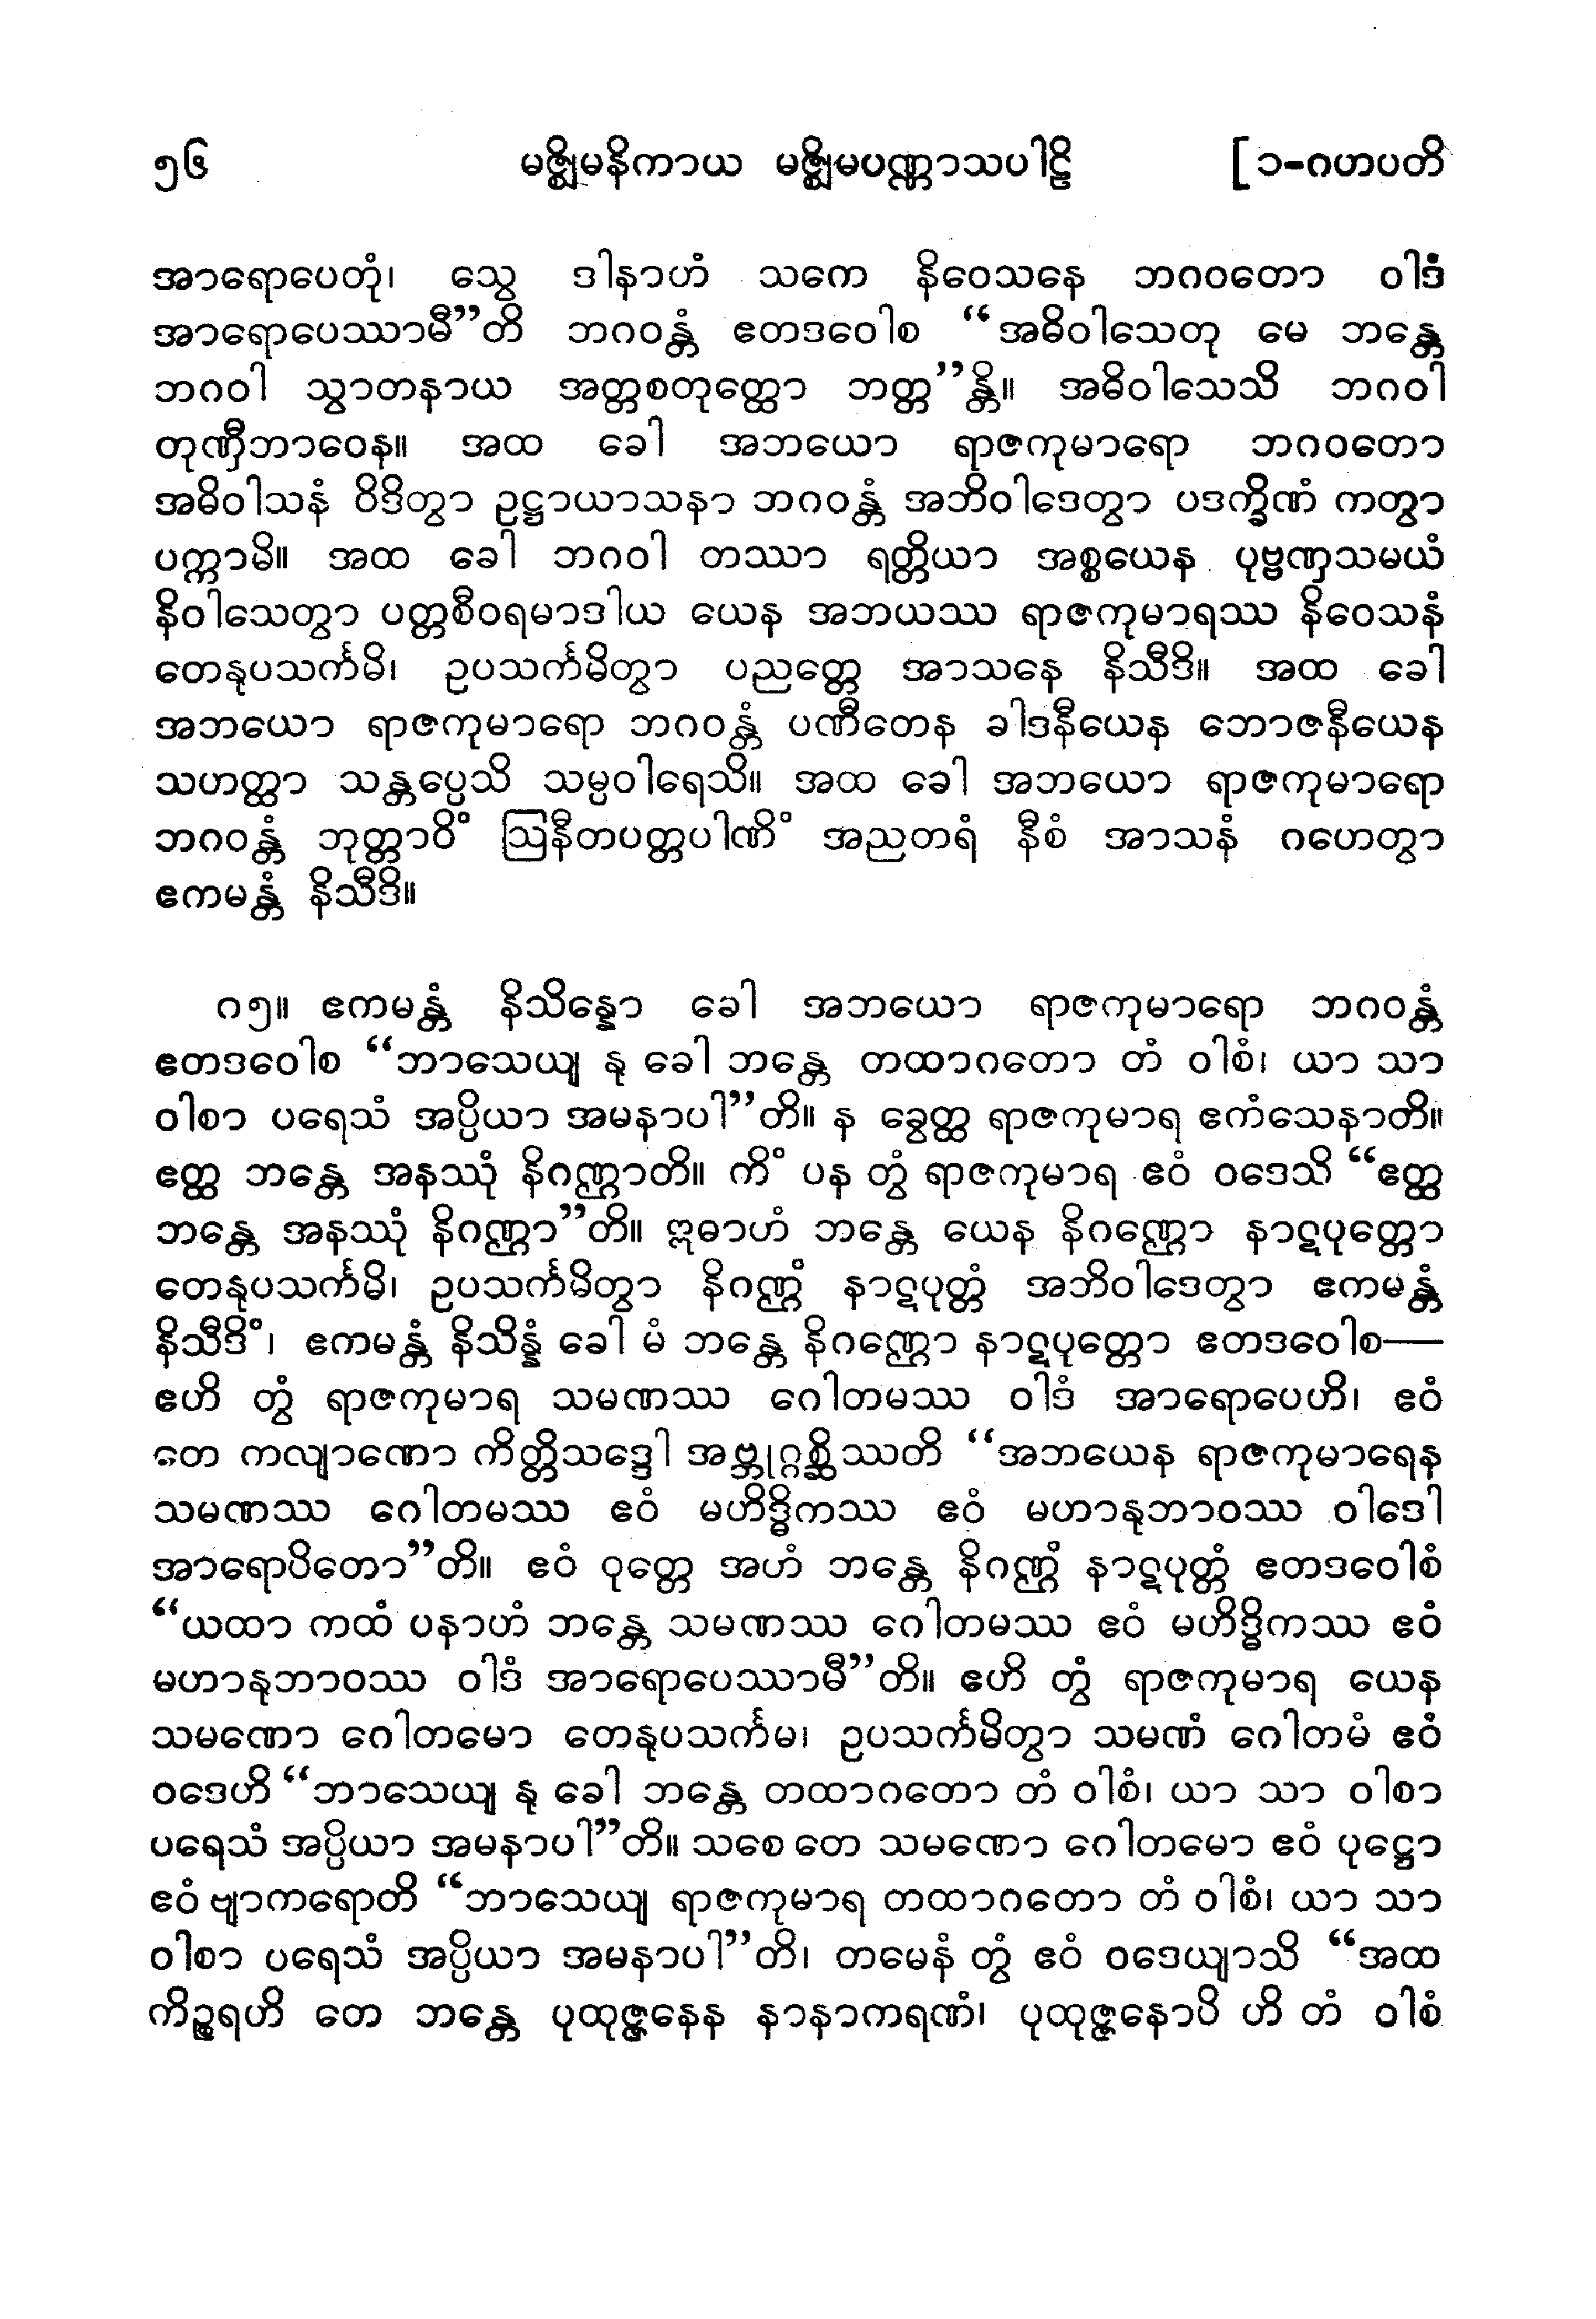 ၅၆ မဇ္ဈိမနိကာယ မဇ္ဈိမပဏ္ဏာသပါဠိ [၁-ဂဟပတိ
အာရောပေတုံ၊ သွေ ဒါနာဟံ သကေ နိဝေသနေ ဘဂဝတော ဝါဒံ
အာရောပေဿာမီ”တိ ဘဂဝန္တံ ဧတဒဝေါစ “အဓိဝါသေတု မေ ဘန္တေ
ဘဂဝါ သွာတနာယ အတ္တစတုတ္ထော ဘတ္တ”န္တိ။ အဓိဝါသေသိ ဘဂဝါ
တုဏှီဘာဝေန။ အထ ခေါ အဘယော ရာဇကုမာရော ဘဂဝတော
အဓိဝါသနံ ဝိဒိတွာ ဥဋ္ဌာယာသနာ ဘဂဝန္တံ အဘိဝါဒေတွာ ပဒက္ခိဏံ ကတွာ
ပက္ကာမိ။ အထ ခေါ ဘဂဝါ တဿာ ရတ္တိယာ အစ္စယေန ပုဗ္ဗဏှသမယံ
နိဝါသေတွာ ပတ္တစီဝရမာဒါယ ယေန အဘယဿ ရာဇကုမာရဿ နိဝေသနံ
တေနုပသင်္ကမိ၊ ဥပသင်္ကမိတွာ ပညတ္တေ အာသနေ နိသီဒိ။ အထ ခေါ
အဘယော ရာဇကုမာရော ဘဂဝန္တံ ပဏီတေန ခါဒနီယေန ဘောဇနီယေန
သဟတ္ထာ သန္တပ္ပေသိ သမ္ပဝါရေသိ။ အထ ခေါ အဘယော ရာဇကုမာရော
ဘဂဝန္တံ ဘုတ္တာဝိံ ဩနီတပတ္တပါဏိံ အညတရံ နီစံ အာသနံ ဂဟေတွာ
ဧကမန္တံ နိသီဒိ။
၈၅။ ဧကမန္တံ နိသိန္နော ခေါ အဘယော ရာဇကုမာရော ဘဂဝန္တံ
ဧတဒဝေါစ “ဘာသေယျ နု ခေါ ဘန္တေ တထာဂတော တံ ဝါစံ၊ ယာ သာ
ဝါစာ ပရေသံ အပ္ပိယာ အမနာပါ”တိ။ န ခွေတ္ထ ရာဇကုမာရ ဧကံသေနာတိ။
ဧတ္ထ ဘန္တေ အနဿုံ နိဂဏ္ဌာတိ။ ကိံ ပန တွံ ရာဇကုမာရ ဧဝံ ဝဒေသိ “ဧတ္ထ
ဘန္တေ အနဿုံ နိဂဏ္ဌာ”တိ။ ဣဓာဟံ ဘန္တေ ယေန နိဂဏ္ဌော နာဋပုတ္တော
တေနုပသင်္ကမိံ၊ ဥပသင်္ကမိတွာ နိဂဏ္ဌံ နာဋပုတ္တံ အဘိဝါဒေတွာ ဧကမန္တံ
နိသီဒိံ၊ ဧကမန္တံ နိသိန္နံ ခေါ မံ ဘန္တေ နိဂဏ္ဌော နာဋပုတ္တော ဧတဒဝေါစ—
ဧဟိ တွံ ရာဇကုမာရ သမဏဿ ဂေါတမဿ ဝါဒံ အာရောပေဟိ၊ ဧဝံ
တေ ကလျာဏော ကိတ္တိသဒ္ဒေါ အဗ္ဘုဂ္ဂစ္ဆိဿတိ “အဘယေန ရာဇကုမာရေန
သမဏဿ ဂေါတမဿ ဧဝံ မဟိဒ္ဓိကဿ ဧဝံ မဟာနုဘာဝဿ ဝါဒေါ
အာရောပိတော”တိ။ ဧဝံ ဝုတ္တေ အဟံ ဘန္တေ နိဂဏ္ဌံ နာဋပုတ္တံ ဧတဒဝေါစံ
“ယထာ ကထံ ပနာဟံ ဘန္တေ သမဏဿ ဂေါတမဿ ဧဝံ မဟိဒ္ဓိကဿ ဧဝံ
မဟာနုဘာဝဿ ဝါဒံ အာရောပေဿာမီ”တိ။ ဧဟိ တွံ ရာဇကုမာရ ယေန
သမဏော ဂေါတမော တေနုပသင်္ကမ၊ ဥပသင်္ကမိတွာ သမဏံ ဂေါတမံ ဧဝံ
ဝဒေဟိ “ဘာသေယျ နု ခေါ ဘန္တေ တထာဂတော တံ ဝါစံ၊ ယာ သာ ဝါစာ
ပရေသံ အပ္ပိယာ အမနာပါ”တိ။ သစေ တေ သမဏော ဂေါတမော ဧဝံ ပုဋ္ဌော
ဧဝံ ဗျာကရောတိ “ဘာသေယျ ရာဇကုမာရ တထာဂတော တံ ဝါစံ၊ ယာ သာ
ဝါစာ ပရေသံ အပ္ပိယာ အမနာပါ”တိ၊ တမေနံ တွံ ဧဝံ ဝဒေယျာသိ “အထ
ကိဉ္စရဟိ တေ ဘန္တေ ပုထုဇ္ဇနေန နာနာကရဏံ၊ ပုထုဇ္ဇနောပိ ဟိ တံ ဝါစံ